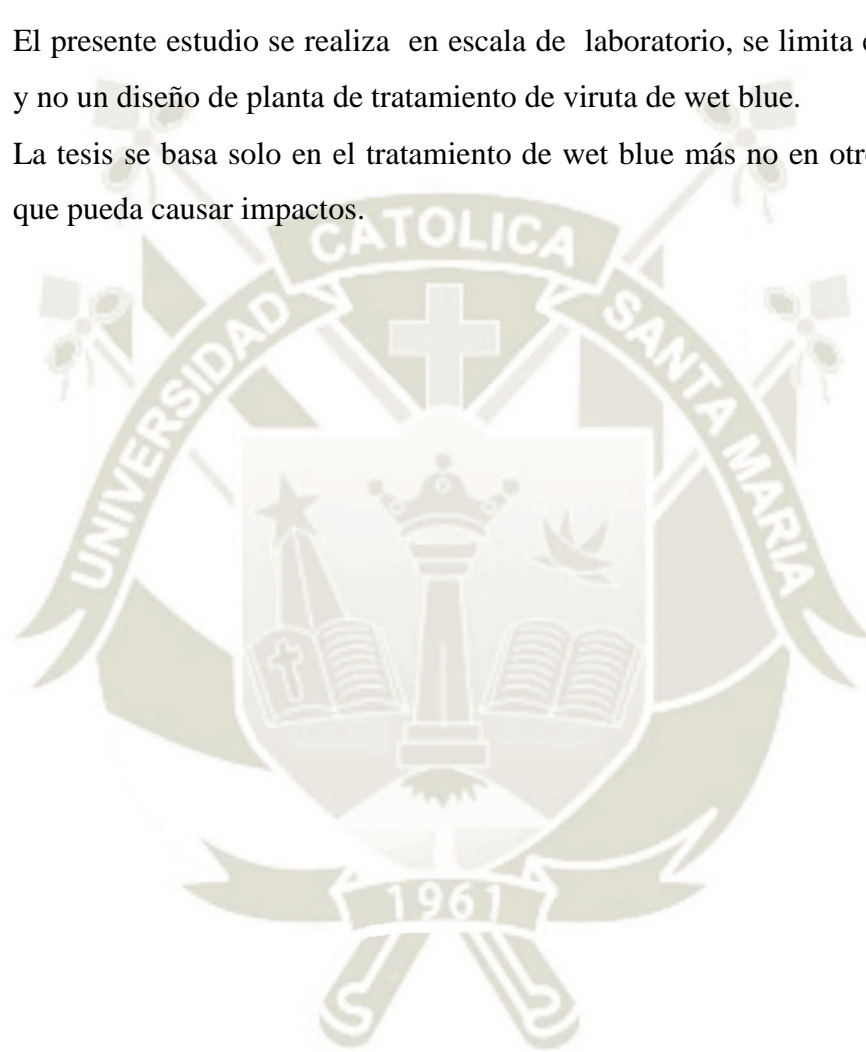 El presente estudio se realiza en escala de laboratorio, se limita
y no un diseño de planta de tratamiento de viruta de wet blue.
La tesis se basa solo en el tratamiento de wet blue más no en
que pueda causar impactos.
UNIVERSIDAD CATOLICA SANTA MARIA
1961